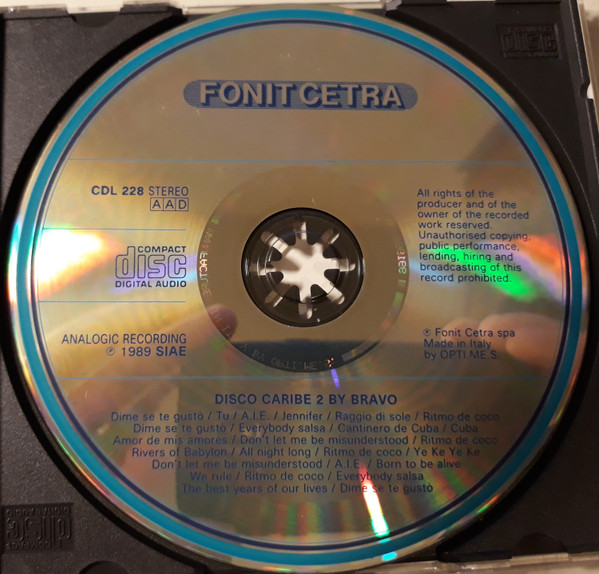 FONIT CETRA
CDL 228 STEREO
AAD
COMPACT
disc
DIGITAL AUDIO
ANALOGIC RECORDING
℗ 1989 SIAE
All rights of the
producer and of the
owner of the recorded
work reserved.
Unauthorised copying,
public performance,
lending, hiring and
broadcasting of this
record prohibited.
℗ Fonit Cetra spa
Made in Italy
by OPTI.ME.S.
DISCO CARIBE 2 BY BRAVO
Dime se te gustò / Tu / A.I.E. / Jennifer / Raggio di sole / Ritmo de coco
Dime se te gustò / Everybody salsa / Cantinero de Cuba / Cuba
Amor de mis amores / Don't let me be misunderstood / Ritmo de coco
Rivers of Babylon / All night long / Ritmo de coco / Ye Ke Ye Ke
Don't let me be misunderstood / A.I.E. / Born to be alive
We rule / Ritmo de coco / Everybody salsa
The best years of our lives / Dime se te gustò